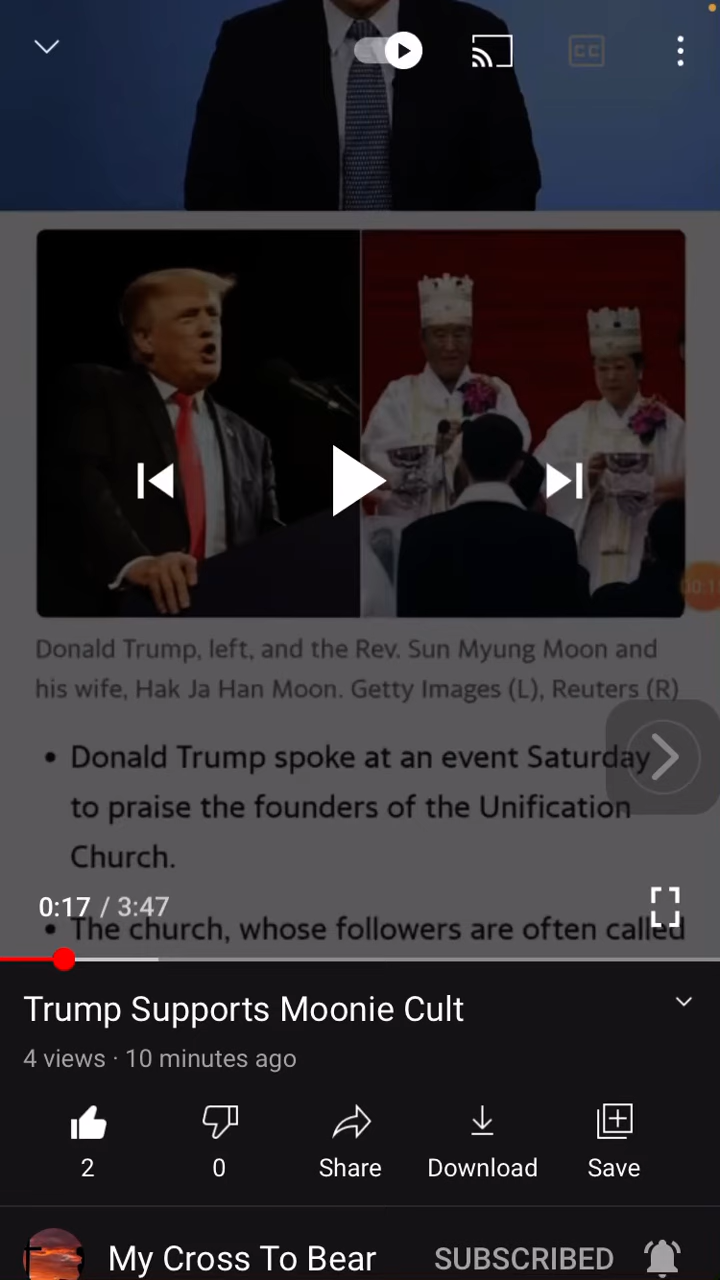 CC
Donald Trump, left, and the Rev. Sun Myung Moon and
his wife, Hak Ja Han Moon. Getty Images (L), Reuters (R)
• Donald Trump spoke at an event Saturday
to praise the founders of the Unification
Church.
0:17 / 3:47
• The church, whose followers are often called
Trump Supports Moonie Cult
4 views · 10 minutes ago
2
0
Share
Download
Save
My Cross To Bear
SUBSCRIBED